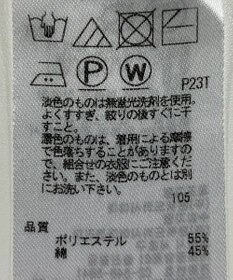 P W
P23T
淡色のものは無蛍光洗剤を使用。
よくすすぎ、絞りの後すぐに干
すこと。
濃色のものは、着用による摩擦
で色落ちすることがありますの
で、組合せの衣服にご注意くださ
い。また、淡色のものとは別
にお洗い下さい。
105
品質
ポリエステル 55%
綿 45%